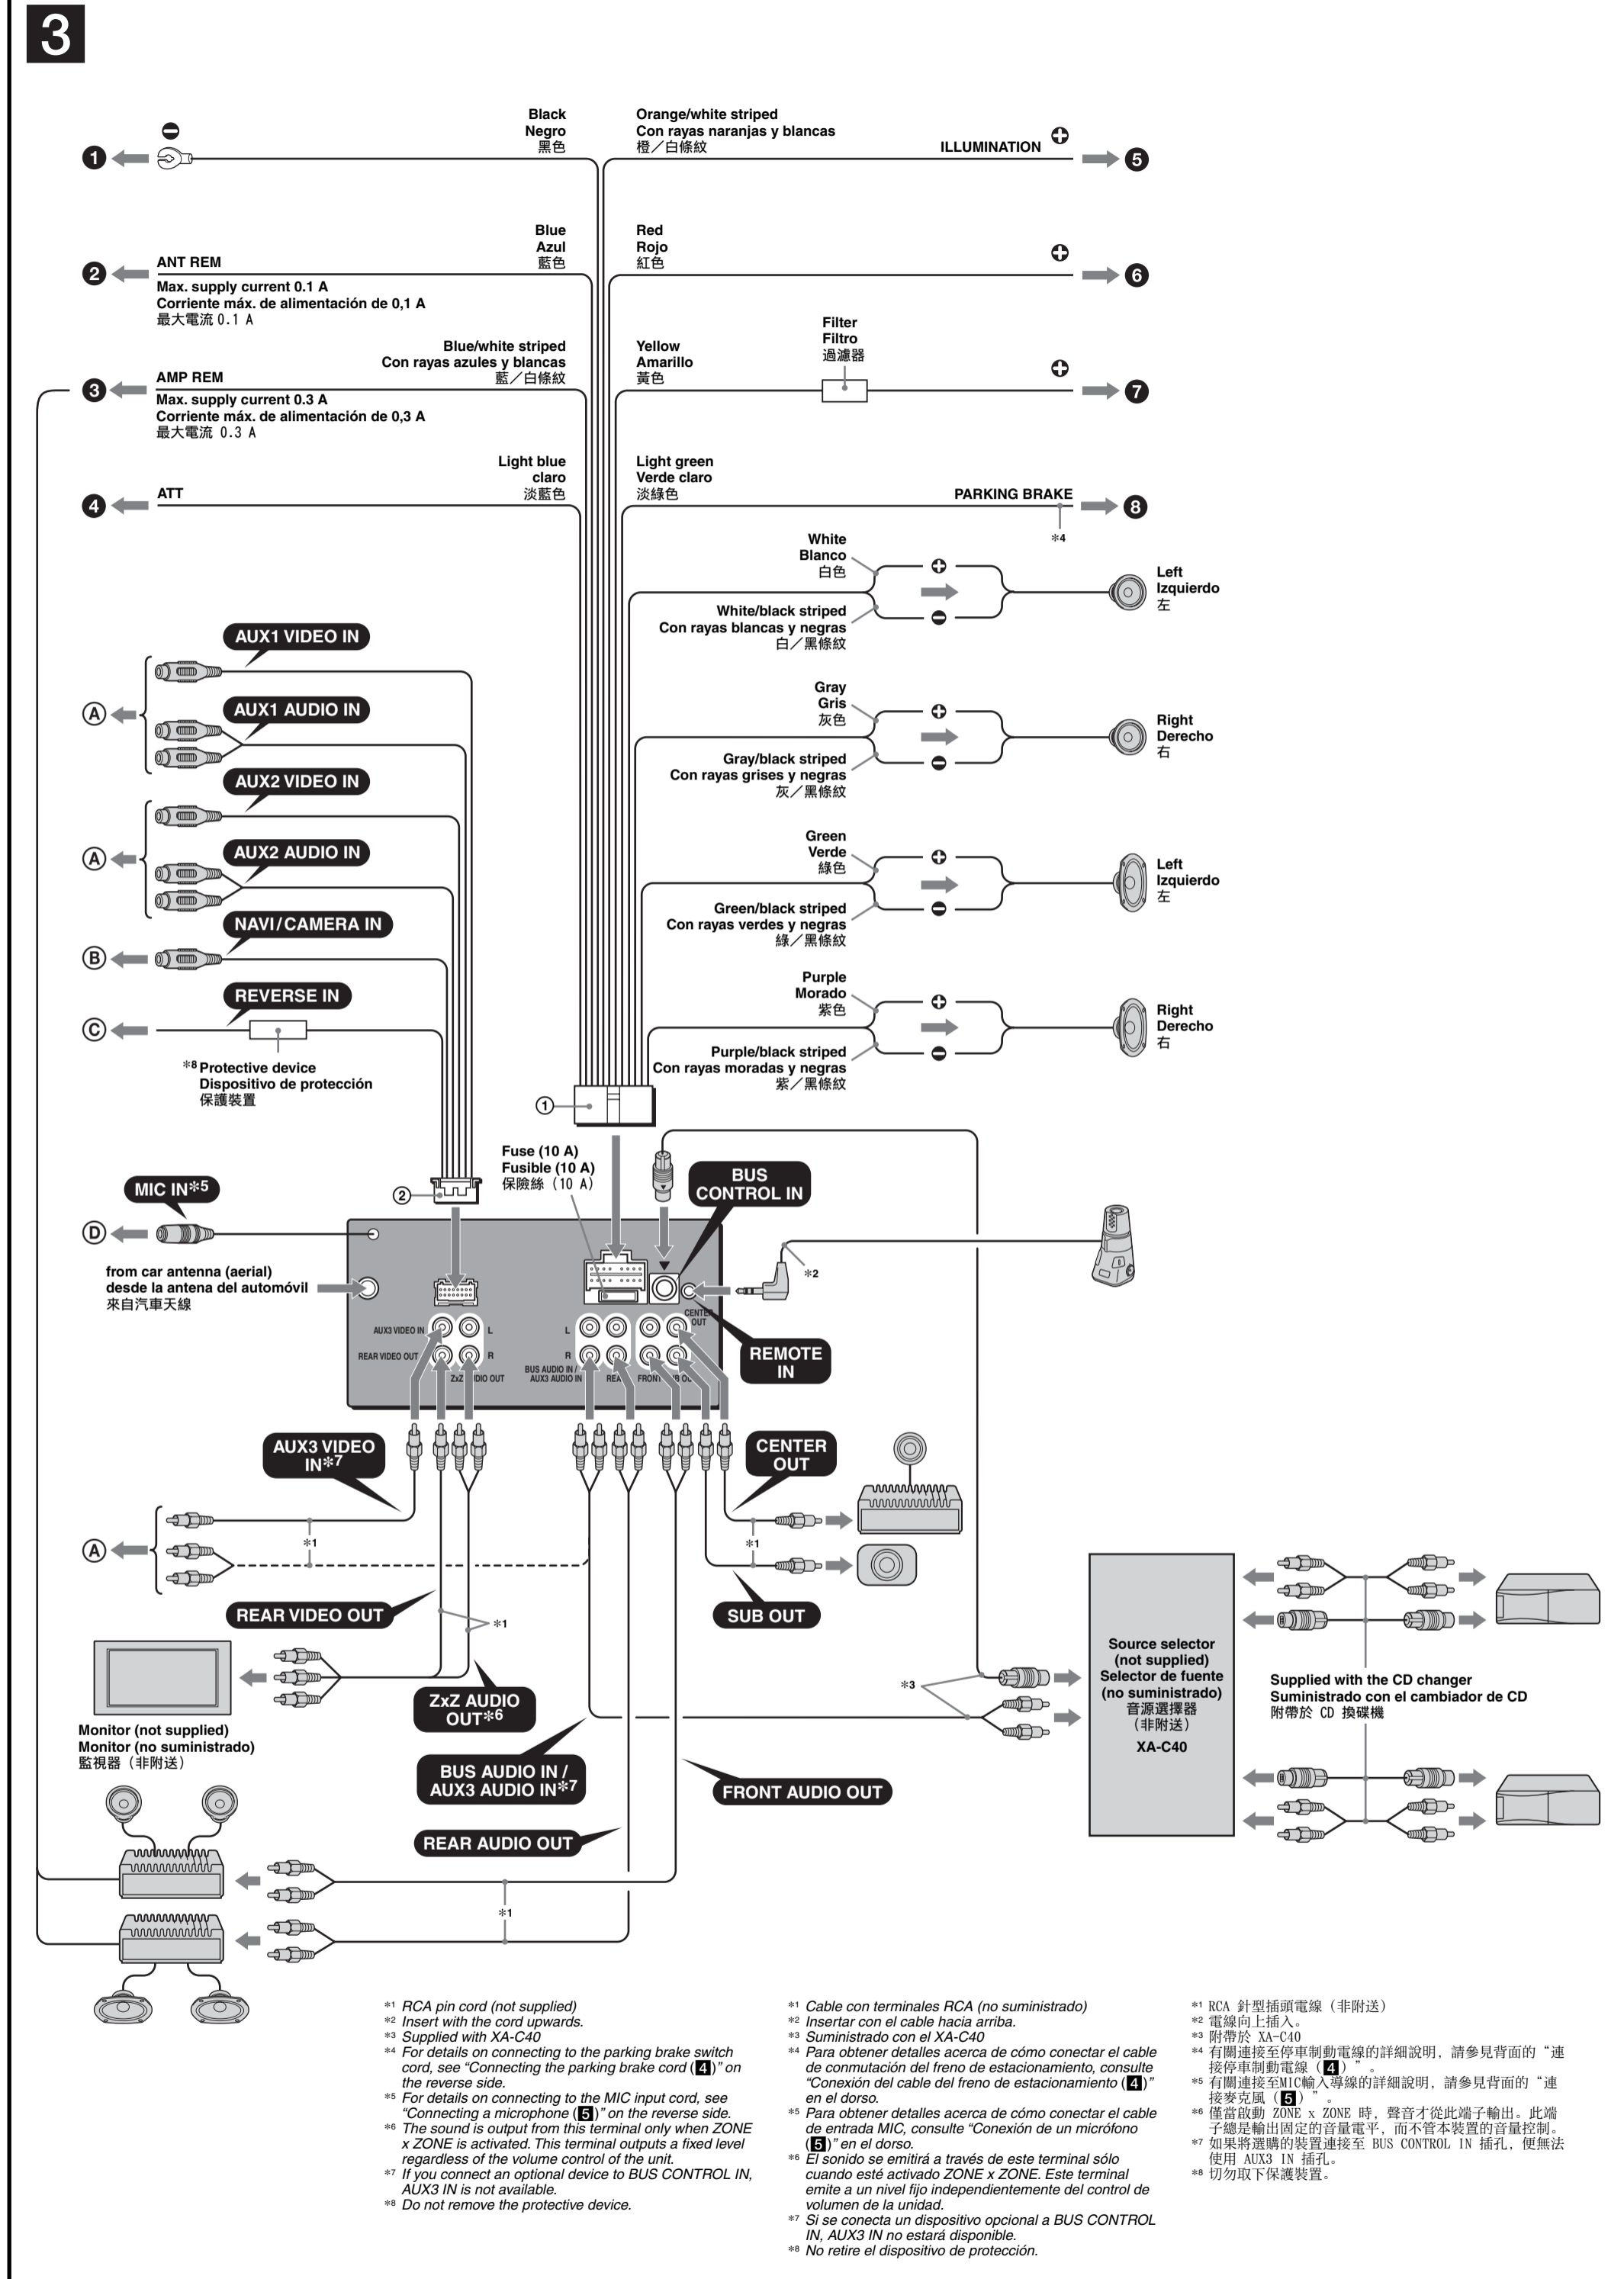 3
Black
Negro
黑色
Orange/white striped
Con rayas naranjas y blancas
橙／白條紋
ILLUMINATION
1
5
Blue
Azul
藍色
Red
Rojo
紅色
ANT REM
2
6
Max. supply current 0.1 A
Corriente máx. de alimentación de 0,1 A
最大電流 0.1 A
Filter
Filtro
過濾器
Blue/white striped
Con rayas azules y blancas
藍／白條紋
Yellow
Amarillo
黃色
AMP REM
3
7
Max. supply current 0.3 A
Corriente máx. de alimentación de 0,3 A
最大電流 0.3 A
Light blue
claro
淡藍色
Light green
Verde claro
淡綠色
ATT
PARKING BRAKE
4
8
*4
White
Blanco
白色
Left
Izquierdo
左
White/black striped
Con rayas blancas y negras
白／黑條紋
AUX1 VIDEO IN
Gray
Gris
灰色
AUX1 AUDIO IN
A
Right
Derecho
右
Gray/black striped
Con rayas grises y negras
灰／黑條紋
AUX2 VIDEO IN
Green
Verde
綠色
AUX2 AUDIO IN
A
Left
Izquierdo
左
Green/black striped
Con rayas verdes y negras
綠／黑條紋
NAVI/CAMERA IN
B
Purple
Morado
紫色
REVERSE IN
C
Right
Derecho
右
Purple/black striped
Con rayas moradas y negras
紫／黑條紋
*8 Protective device
Dispositivo de protección
保護裝置
1
Fuse (10 A)
Fusible (10 A)
保險絲（10 A）
BUS
CONTROL IN
MIC IN*5
2
D
*2
from car antenna (aerial)
desde la antena del automóvil
來自汽車天線
CENTER
OUT
AUX3 VIDEO IN
L
L
REAR VIDEO OUT
R
R
BUS AUDIO IN /
AUX3 AUDIO IN
REMOTE
IN
AUX3 VIDEO
IN*7
CENTER
OUT
*1
*1
A
REAR VIDEO OUT
*1
SUB OUT
Source selector
(not supplied)
Selector de fuente
(no suministrado)
音源選擇器
（非附送）
XA-C40
*3
Supplied with the CD changer
Suministrado con el cambiador de CD
附帶於 CD 換碟機
ZxZ AUDIO
OUT*6
Monitor (not supplied)
Monitor (no suministrado)
監視器（非附送）
BUS AUDIO IN /
AUX3 AUDIO IN*7
FRONT AUDIO OUT
REAR AUDIO OUT
*1
*1 RCA pin cord (not supplied)
*2 Insert with the cord upwards.
*3 Supplied with XA-C40
*4 For details on connecting to the parking brake switch
cord, see “Connecting the parking brake cord (4)” on
the reverse side.
*5 For details on connecting to the MIC input cord, see
“Connecting a microphone (5)” on the reverse side.
*6 The sound is output from this terminal only when ZONE
x ZONE is activated. This terminal outputs a fixed level
regardless of the volume control of the unit.
*7 If you connect an optional device to BUS CONTROL IN,
AUX3 IN is not available.
*8 Do not remove the protective device.
*1 Cable con terminales RCA (no suministrado)
*2 Insertar con el cable hacia arriba.
*3 Suministrado con el XA-C40
*4 Para obtener detalles acerca de cómo conectar el cable
de conmutación del freno de estacionamiento, consulte
“Conexión del cable del freno de estacionamiento (4)”
en el dorso.
*5 Para obtener detalles acerca de cómo conectar el cable
de entrada MIC, consulte “Conexión de un micrófono
(5)” en el dorso.
*6 El sonido se emitirá a través de este terminal sólo
cuando esté activado ZONE x ZONE. Este terminal
emite a un nivel fijo independientemente del control de
volumen de la unidad.
*7 Si se conecta un dispositivo opcional a BUS CONTROL
IN, AUX3 IN no estará disponible.
*8 No retire el dispositivo de protección.
*1 RCA 針型插頭電線（非附送）
*2 電線向上插入。
*3 附帶於 XA-C40
*4 有關連接至停車制動電線的詳細說明，請參見背面的“連
接停車制動電線（4）”。
*5 有關連接至MIC輸入導線的詳細說明，請參見背面的“連
接麥克風（5）”。
*6 僅當啟動 ZONE x ZONE 時，聲音才從此端子輸出。此端
子總是輸出固定的音量電平，而不管本裝置的音量控制。
*7 如果將選購的裝置連接至 BUS CONTROL IN 插孔，便無法
使用 AUX3 IN 插孔。
*8 切勿取下保護裝置。